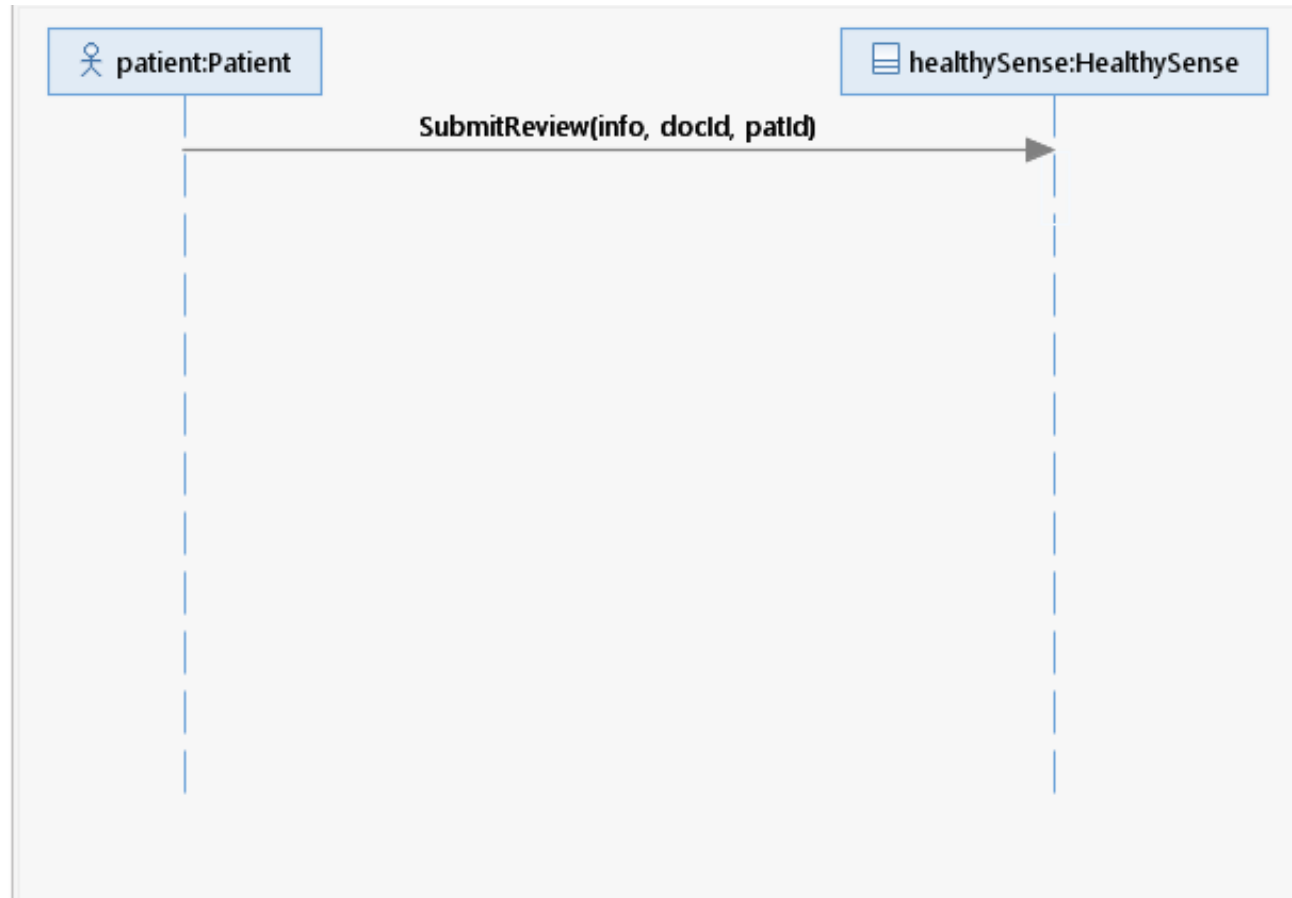 patient:Patient
healthySense:HealthySense
SubmitReview(info, docId, patId)